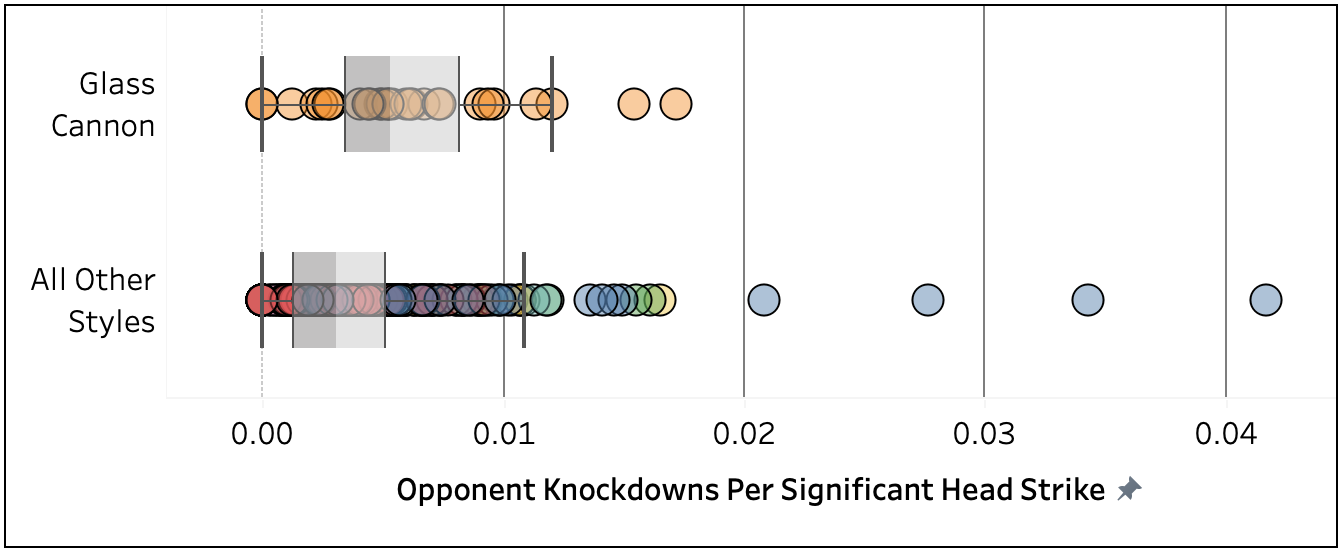 Glass
Cannon
All Other
Styles
0.00 0.01 0.02 0.03 0.04
Opponent Knockdowns Per Significant Head Strike